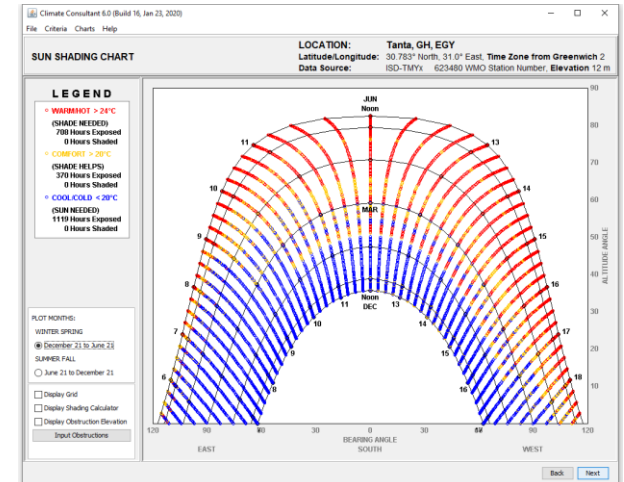 Climate Consultant 6.0 (Build 16, Jan 23, 2020)
File Criteria Charts Help
SUN SHADING CHART
LOCATION: Tanta, GH, EGY
Latitude/Longitude: 30.783° North, 31.0° East, Time Zone from Greenwich 2
Data Source: ISD-TMYx 623480 WMO Station Number, Elevation 12 m
LEGEND
WARM/HOT > 24°C
(SHADE NEEDED)
708 Hours Exposed
0 Hours Shaded
COMFORT > 20°C
(SHADE HELPS)
370 Hours Exposed
0 Hours Shaded
COOL/COLD < 20°C
(SUN NEEDED)
1119 Hours Exposed
0 Hours Shaded
PLOT MONTHS:
WINTER SPRING
December 21 to June 21
SUMMER FALL
June 21 to December 21
Display Grid
Display Shading Calculator
Display Obstruction Elevation
Input Obstructions
JUN
Noon
11 13
10 14
9 15
8 16
7 17
6 18
MAR
Noon
DEC
11 13
10 14
9 15
8 16
90
80
70
60
50
40
30
20
10
ALTITUDE ANGLE
120 90 30 0 30 90 120
BEARING ANGLE
EAST SOUTH WEST
Back Next